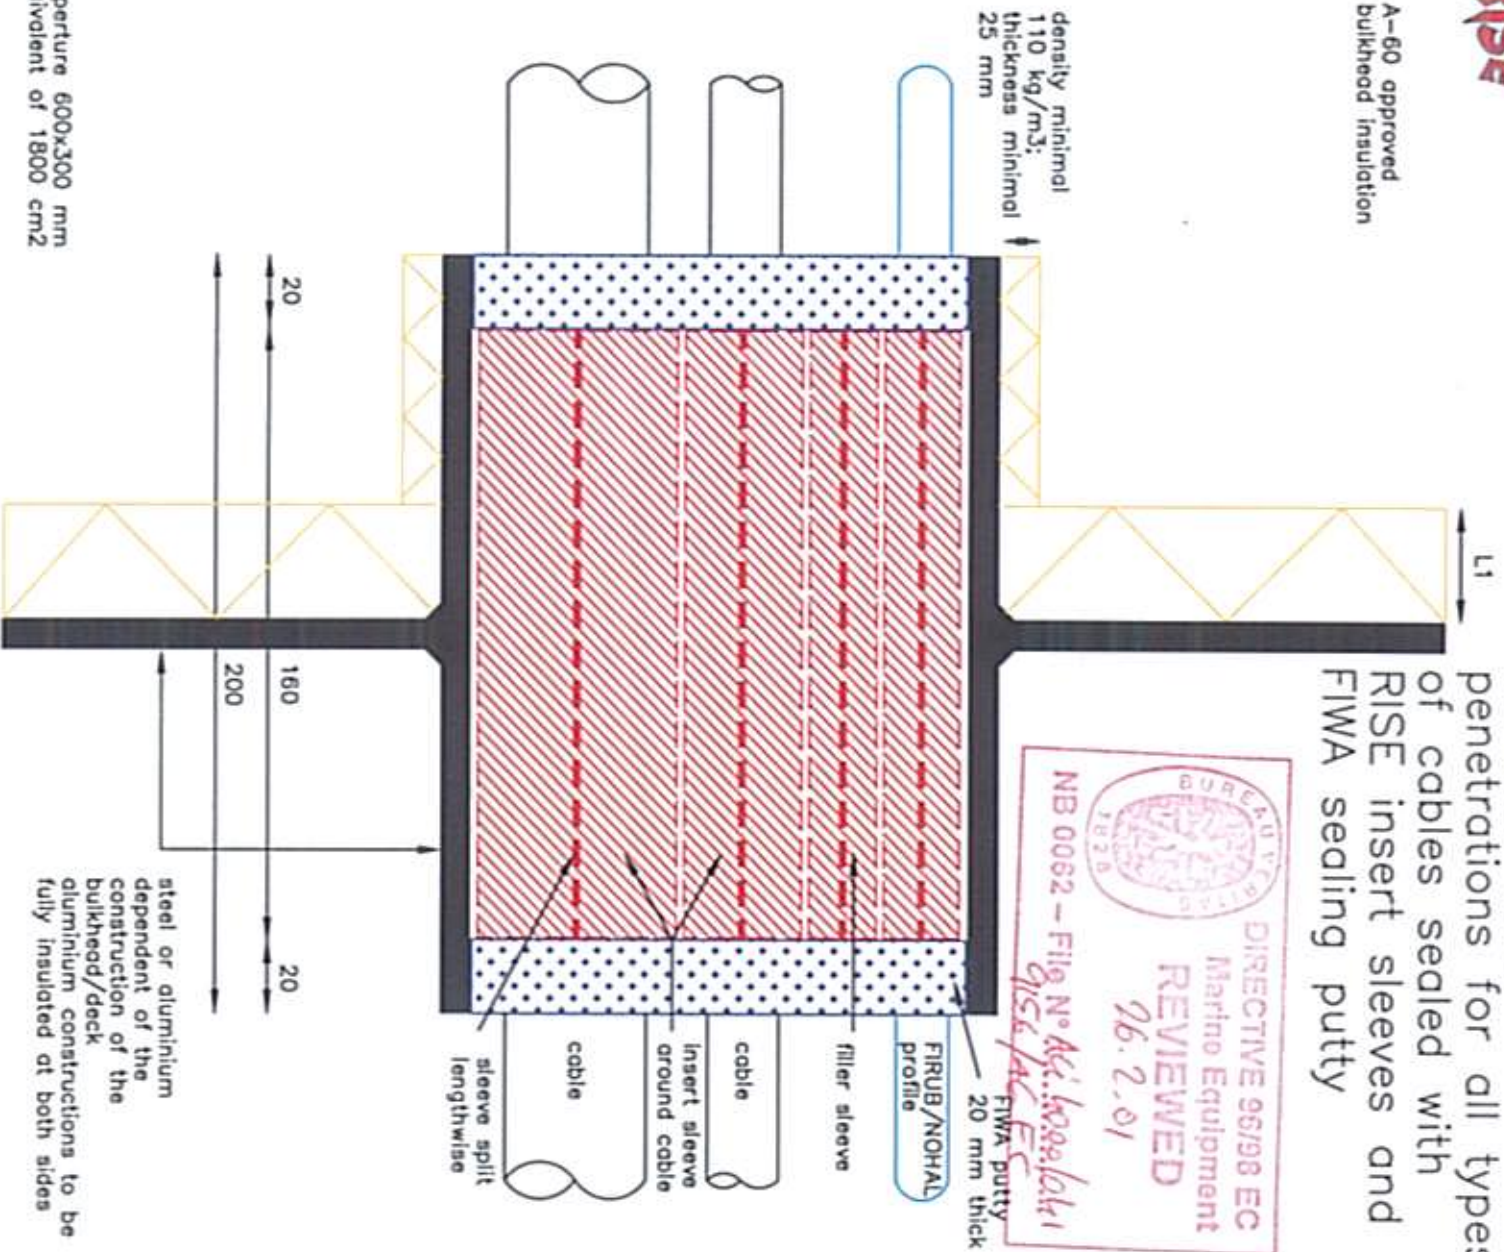 RISE
A-60 approved
bulkhead insulation
penetrations for all types
of cables sealed with
RISE insert sleeves and
FIWA sealing putty
L1
density minimal
110 kg/m3;
thickness minimal
25 mm
BUREAU VERITAS
1828
DIRECTIVE 96/98 EC
Marine Equipment
REVIEWED
26.2.01
NB 0062 – File N°
FIWA putty
20 mm thick
FIRUB/NOHAL
profile
filler sleeve
cable
insert sleeve
around cable
cable
sleeve split
lengthwise
20
160
20
200
steel or aluminium
dependent of the
construction of the
bulkhead/deck
aluminium constructions to be
fully insulated at both sides
perture 600x300 mm
ivalent of 1800 cm2